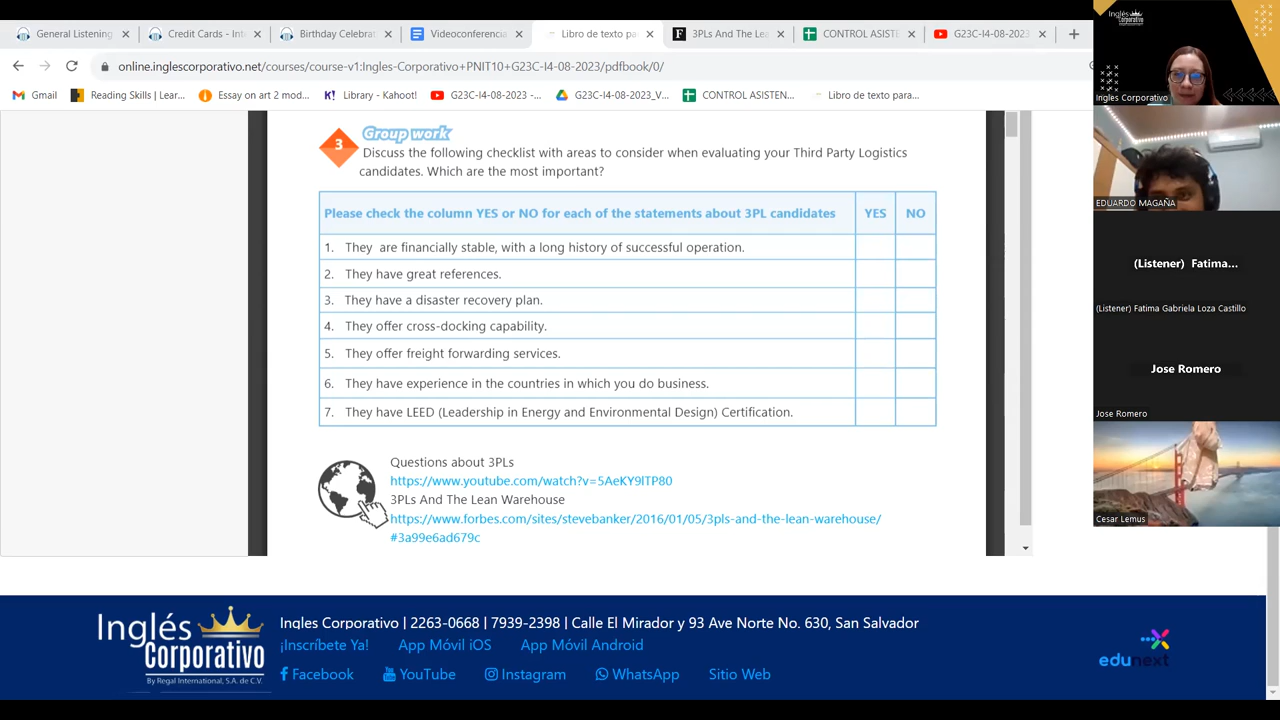 General Listening
Credit Cards - Int
Birthday Celebrat
Videoconferencia
Libro de texto pa
3PLs And The Lea
CONTROL ASIST
G23C-I4-08-2023
online.inglescorporativo.net/courses/course-v1:Ingles-Corporativo+PNIT10+G23C-I4-08-2023/pdfbook/0/
Gmail
Reading Skills | Lear...
Essay on art 2 mod...
Library - Kano...
G23C-I4-08-2023 -...
G23C-I4-08-2023_V...
CONTROL ASISTEN...
Libro de texto para...
3
Group work
Discuss the following checklist with areas to consider when evaluating your Third Party Logistics
candidates. Which are the most important?
Please check the column YES or NO for each of the statements about 3PL candidates YES NO
1. They are financially stable, with a long history of successful operation.
2. They have great references.
3. They have a disaster recovery plan.
4. They offer cross-docking capability.
5. They offer freight forwarding services.
6. They have experience in the countries in which you do business.
7. They have LEED (Leadership in Energy and Environmental Design) Certification.
Questions about 3PLs
https://www.youtube.com/watch?v=5AeKY9lTP80
3PLs And The Lean Warehouse
https://www.forbes.com/sites/stevebanker/2016/01/05/3pls-and-the-lean-warehouse/
#3a99e6ad679c
Inglés
Corporativo
By Regal International, S.A. de C.V.
Ingles Corporativo | 2263-0668 | 7939-2398 | Calle El Mirador y 93 Ave Norte No. 630, San Salvador
¡Inscríbete Ya! App Móvil iOS App Móvil Android
Facebook YouTube Instagram WhatsApp Sitio Web
edunext
Inglés
Corporativo
Ingles Corporativo
EDUARDO MAGAÑA
(Listener) Fatima...
(Listener) Fatima Gabriela Loza Castillo
Jose Romero
Jose Romero
Cesar Lemus